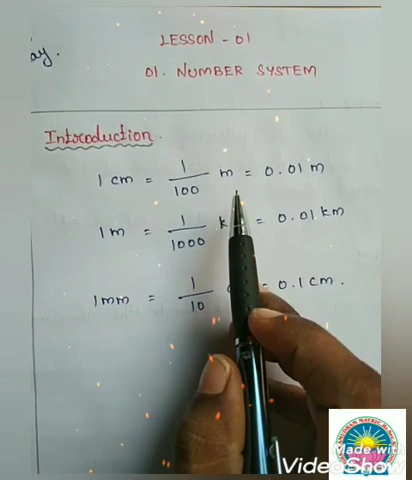 ay.
LESSON - 01
01. NUMBER SYSTEM
Introduction.
1 cm = 1/100 m = 0.01 m
1 m = 1/1000 k = 0.01 km
1 mm = 1/10 = 0.1 cm.
Made with
VideoShow